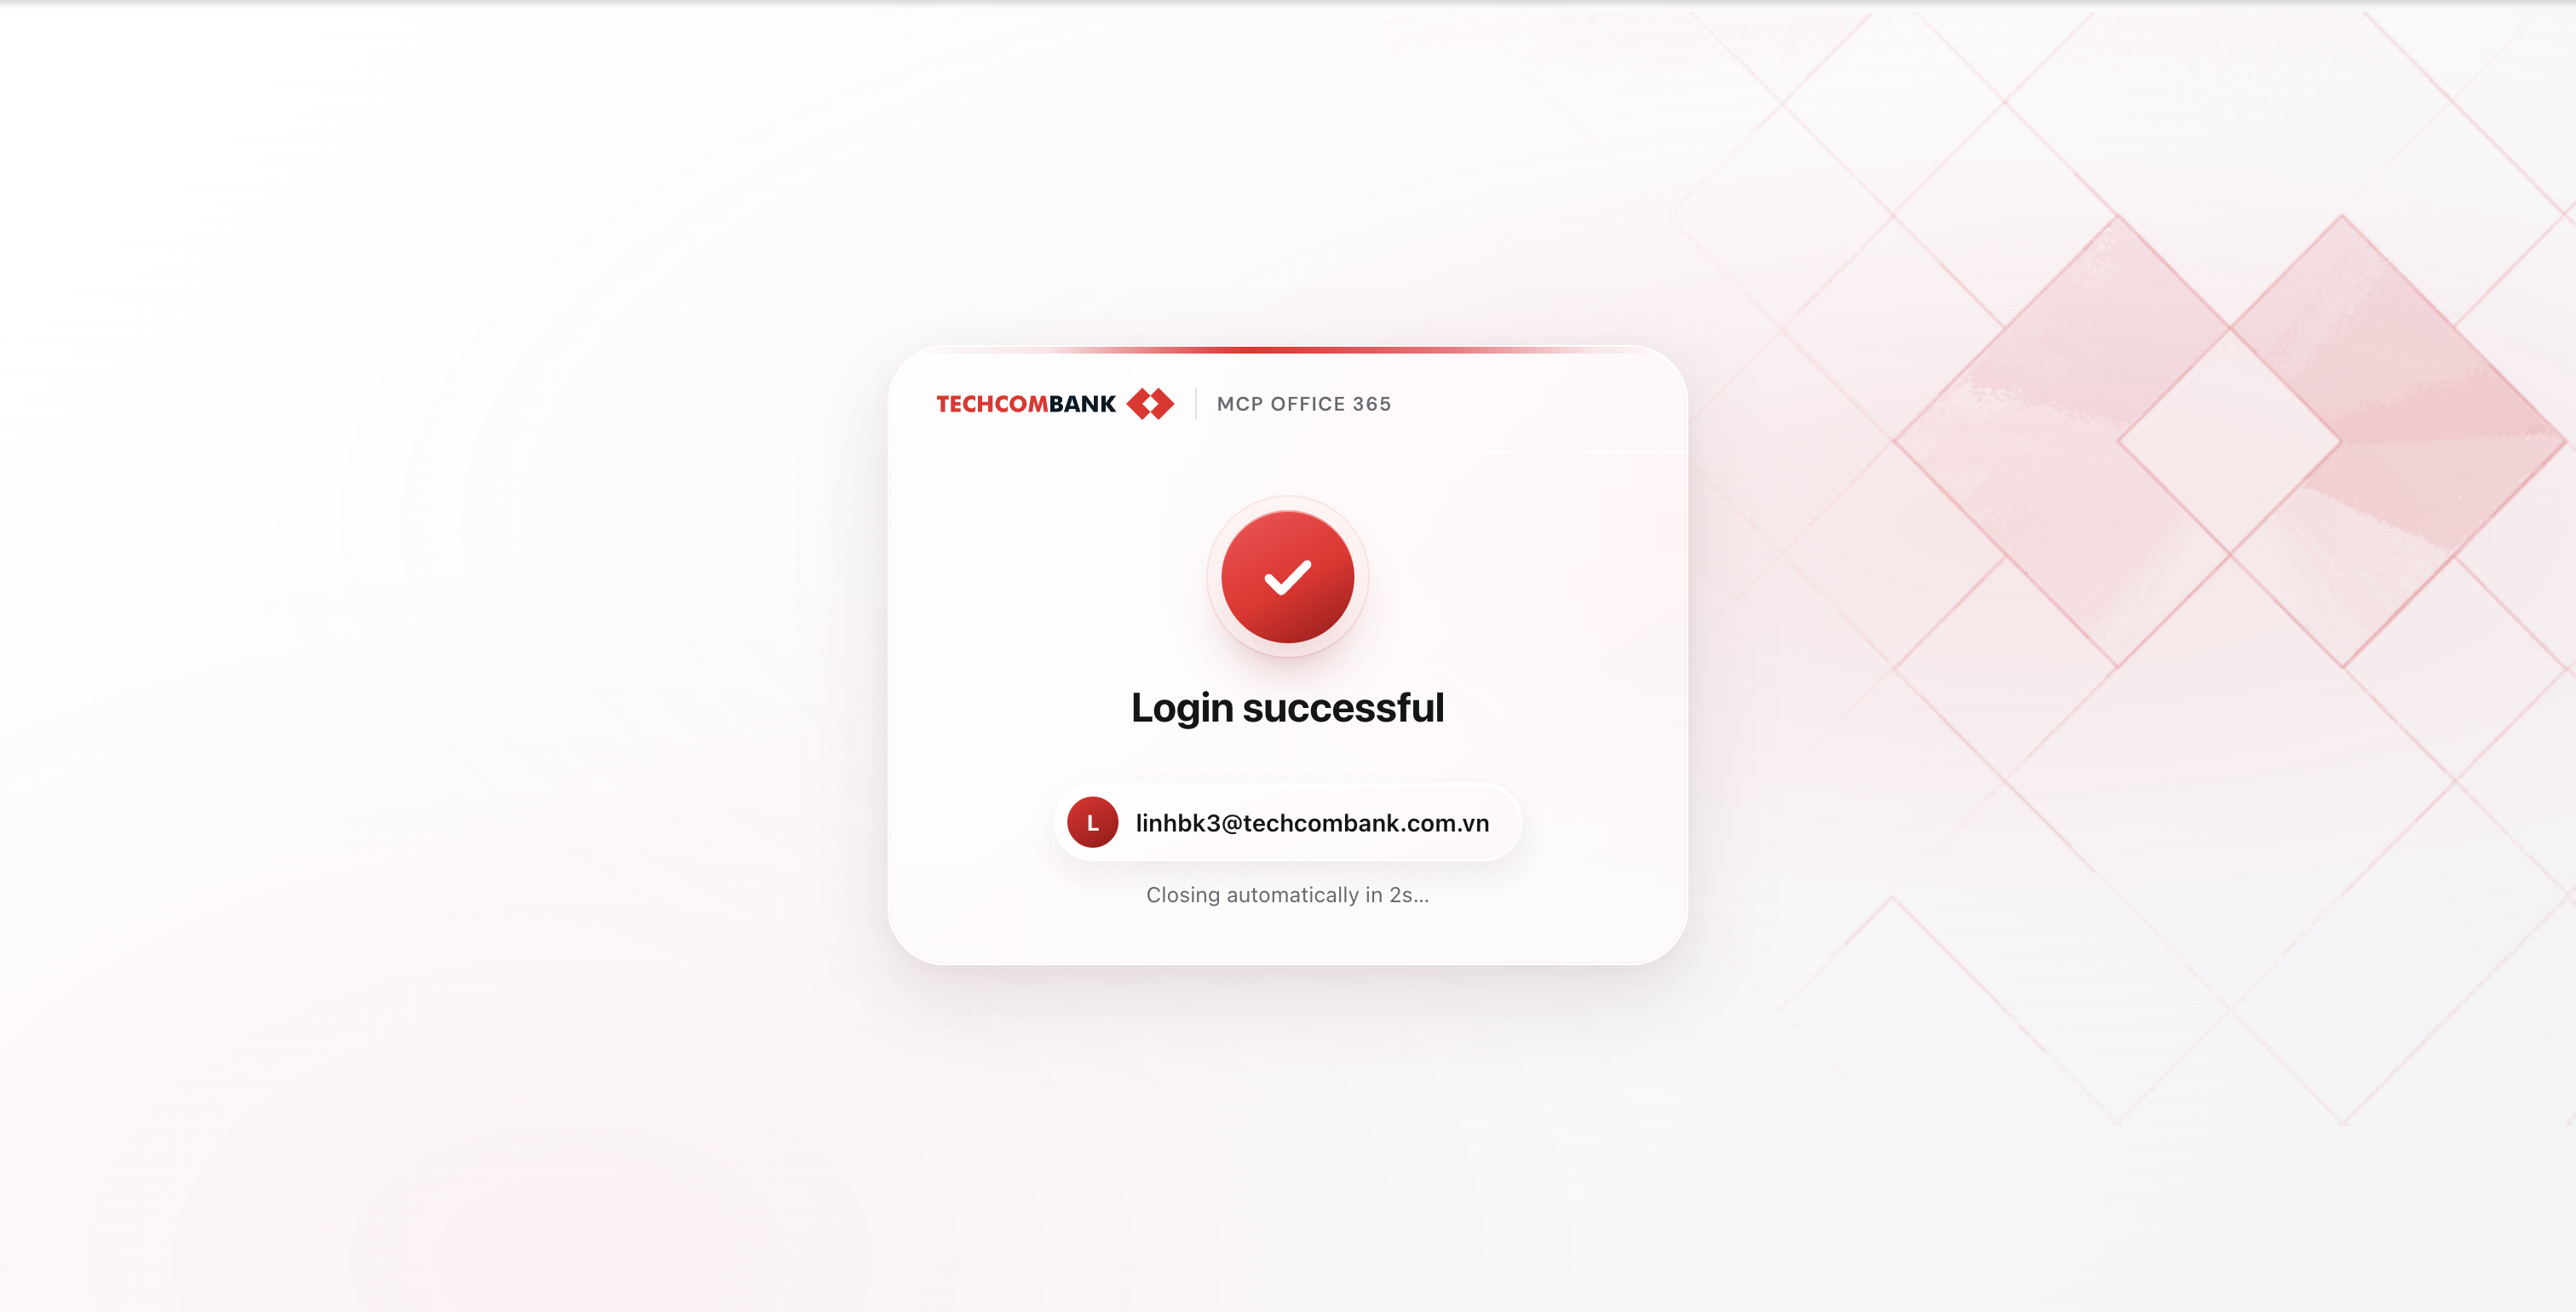 TECHCOMBANK MCP OFFICE 365
Login successful
L linhbk3@techcombank.com.vn
Closing automatically in 2s...